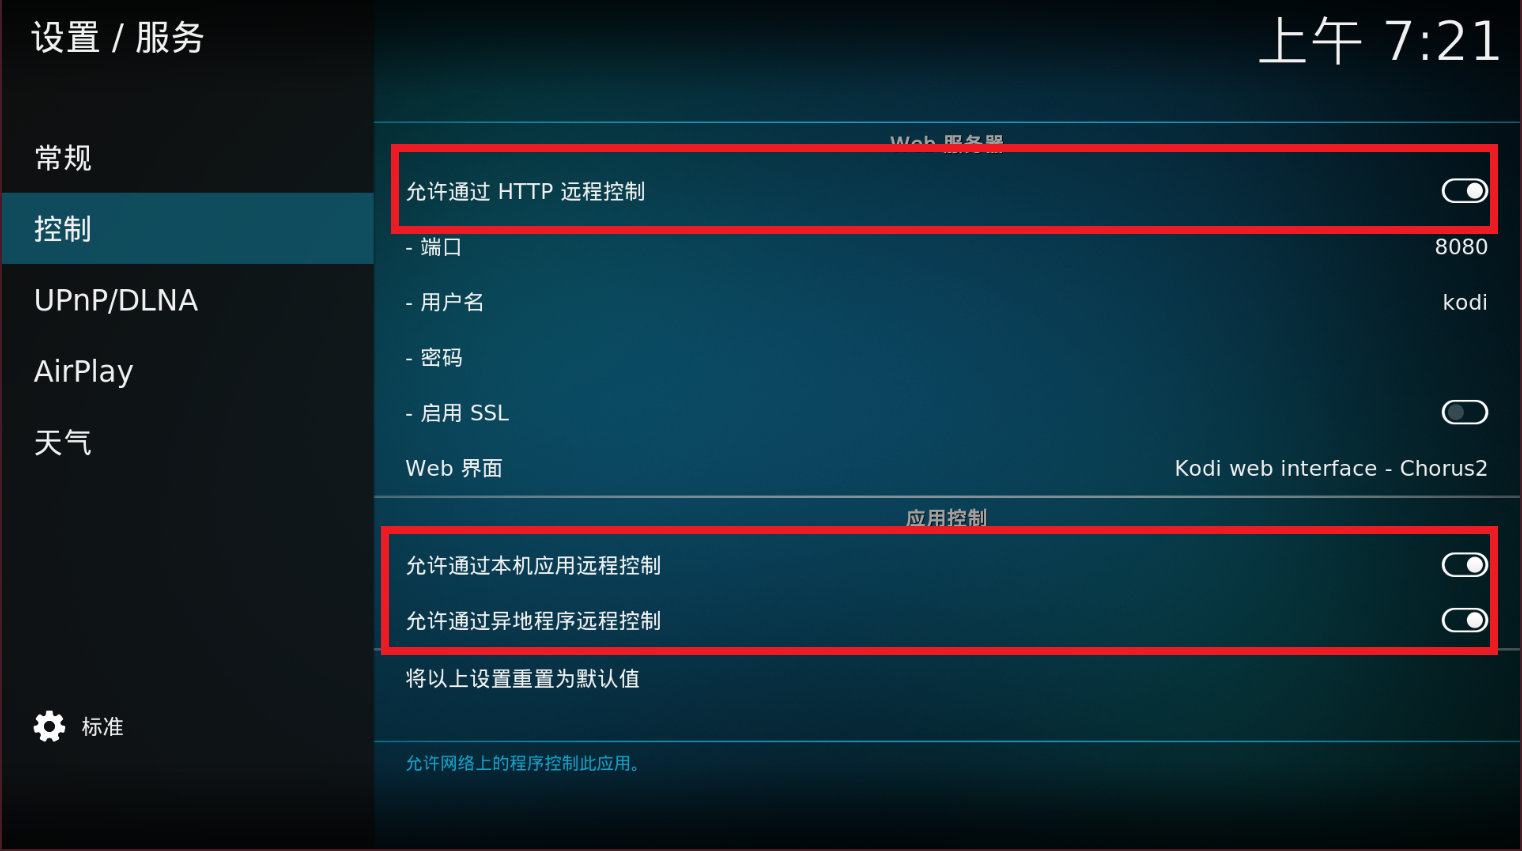 设置 / 服务
上午 7:21
常规
控制
UPnP/DLNA
AirPlay
天气
标准
Web 服务器
允许通过 HTTP 远程控制
- 端口 8080
- 用户名 kodi
- 密码
- 启用 SSL
Web 界面 Kodi web interface - Chorus2
应用控制
允许通过本机应用远程控制
允许通过异地程序远程控制
将以上设置重置为默认值
允许网络上的程序控制此应用。